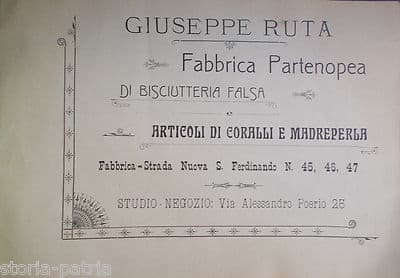 GIUSEPPE RUTA
Fabbrica Partenopea
DI BISCIUTTERIA FALSA
e
ARTICOLI DI CORALLI E MADREPERLA
Fabbrica-Strada Nuova S. Ferdinando N. 45, 46, 47
STUDIO-NEGOZIO: Via Alessandro Poerio 25
storia-patria